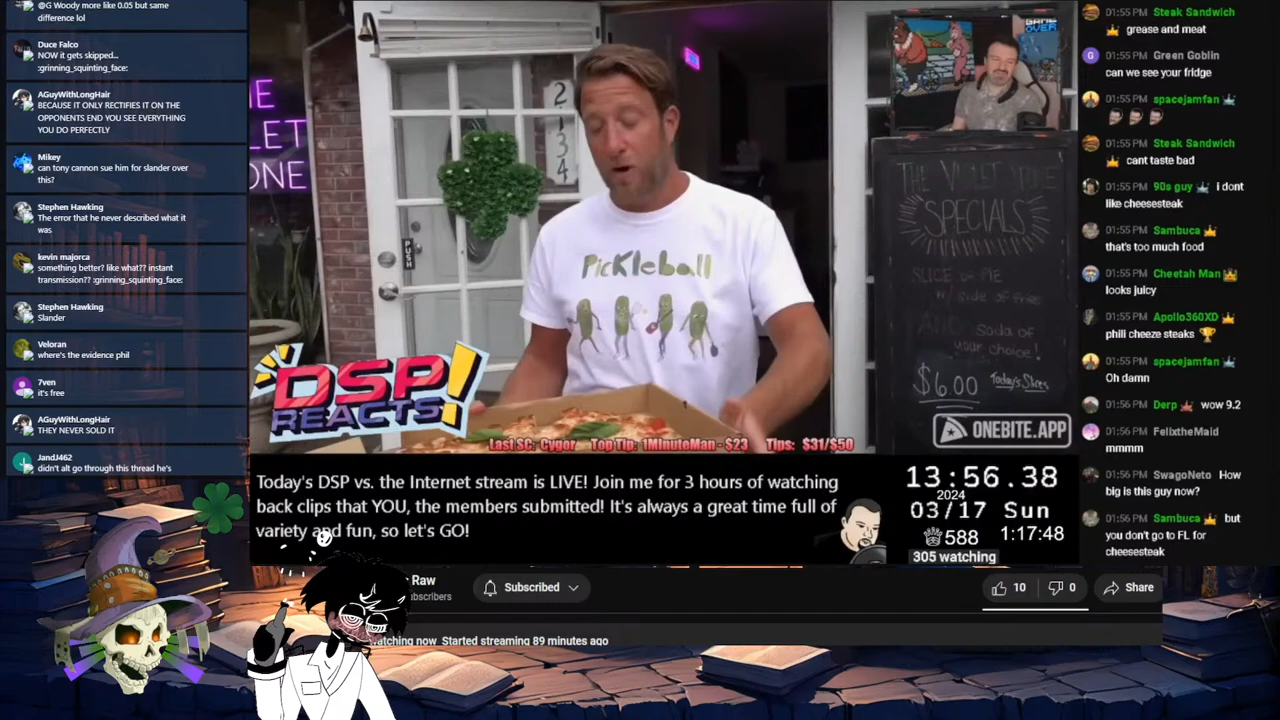 @G Woody more like 0.05 but same
difference lol
Duce Falco
NOW it gets skipped...
:grinning_squinting_face:
AGuyWithLongHair
BECAUSE IT ONLY RECTIFIES IT ON THE
OPPONENTS END YOU SEE EVERYTHING
YOU DO PERFECTLY
Mikey
can tony cannon sue him for slander over
this?
Stephen Hawking
The error that he never described what it
was
kevin majorca
something better? like what?? instant
transmission?? :grinning_squinting_face:
Stephen Hawking
Slander
Veloran
where's the evidence phil
7ven
it's free
AGuyWithLongHair
THEY NEVER SOLD IT
JandJ462
didn't alt go through this thread he's
LET
ONE
PUSH
2134
PicKleball
GAME
OVER
THE VIOLET STONE
SPECIALS
SLICE of PIE
w/ side of
AND Soda of
your choice!
$6.00 Today's Slices
ONEBITE.APP
DSP
REACTS!
Last SC: Cygor Top Tip: 1MinuteMan - $23 Tips: $31/$50
Today's DSP vs. the Internet stream is LIVE! Join me for 3 hours of watching
back clips that YOU, the members submitted! It's always a great time full of
variety and fun, so let's GO!
13:56.38
2024
03/17 Sun
588
1:17:48
305 watching
Raw
Subscribed
10
0
Share
watching now Started streaming 89 minutes ago
01:55 PM Steak Sandwich
grease and meat
G 01:55 PM Green Goblin
can we see your fridge
01:55 PM spacejamfan
01:55 PM Steak Sandwich
cant taste bad
01:55 PM 90s guy i dont
like cheesesteak
01:55 PM Sambuca
that's too much food
01:55 PM Cheetah Man
looks juicy
01:55 PM Apollo360XD
phili cheeze steaks
01:55 PM spacejamfan
Oh damn
01:56 PM Derp wow 9.2
01:56 PM FelixtheMaid
mmmm
01:56 PM SwagoNeto How
big is this guy now?
01:56 PM Sambuca but
you don't go to FL for
cheesesteak